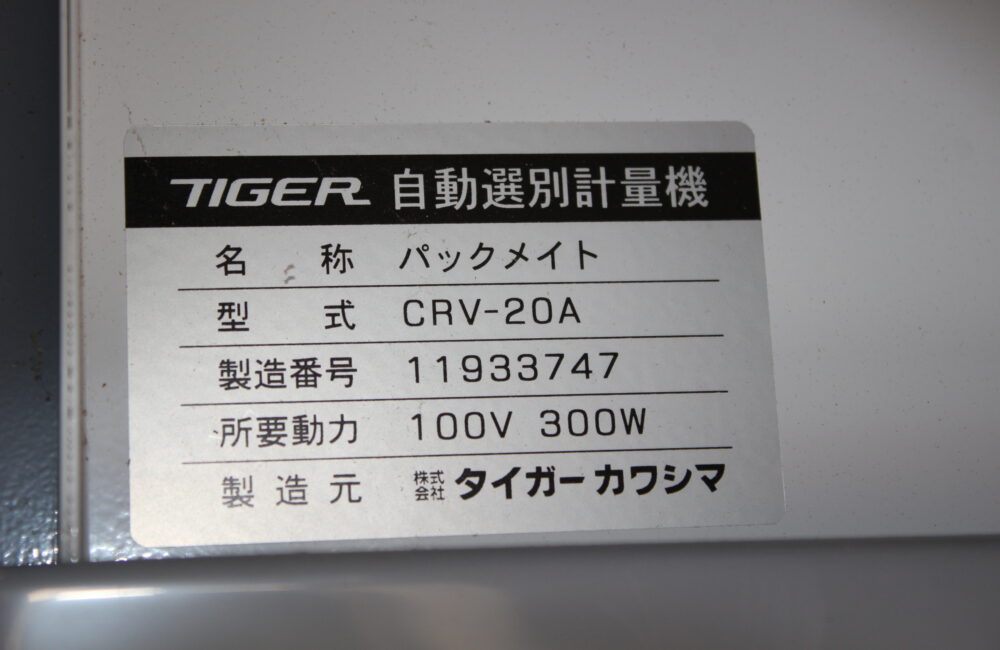 TIGER 自動選別計量機
名称 パックメイト
型式 CRV-20A
製造番号 11933747
所要動力 100V 300W
製造元 株式会社 タイガーカワシマ